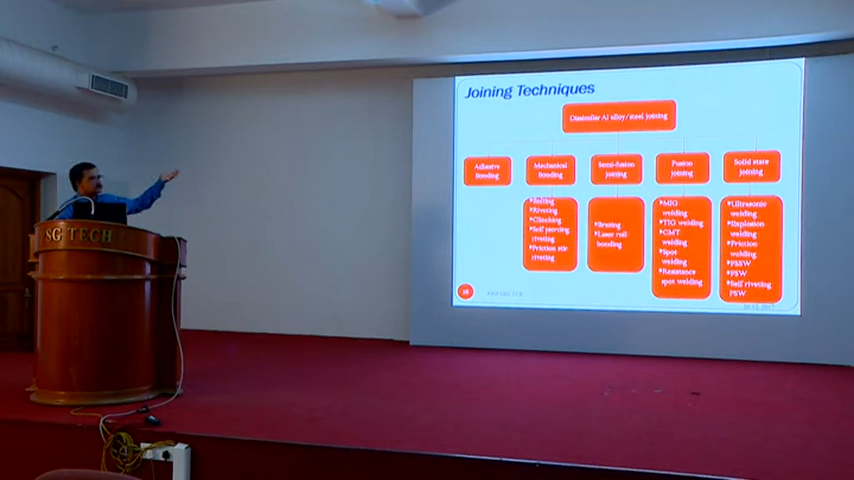 Joining Techniques
Dissimilar Al alloy/steel joining
Adhesive
Bonding
Mechanical
Bonding
Semi-fusion
joining
Fusion
joining
Solid state
joining
Bolting
Riveting
Clinching
Self piercing
riveting
Friction stir
riveting
Brazing
Laser roll
bonding
MIG
welding
TIG welding
CMT
welding
Spot
welding
Resistance
spot welding
Ultrasonic
welding
Explosion
welding
Friction
welding
FSSW
FSW
Self riveting
FSW
SG TECH